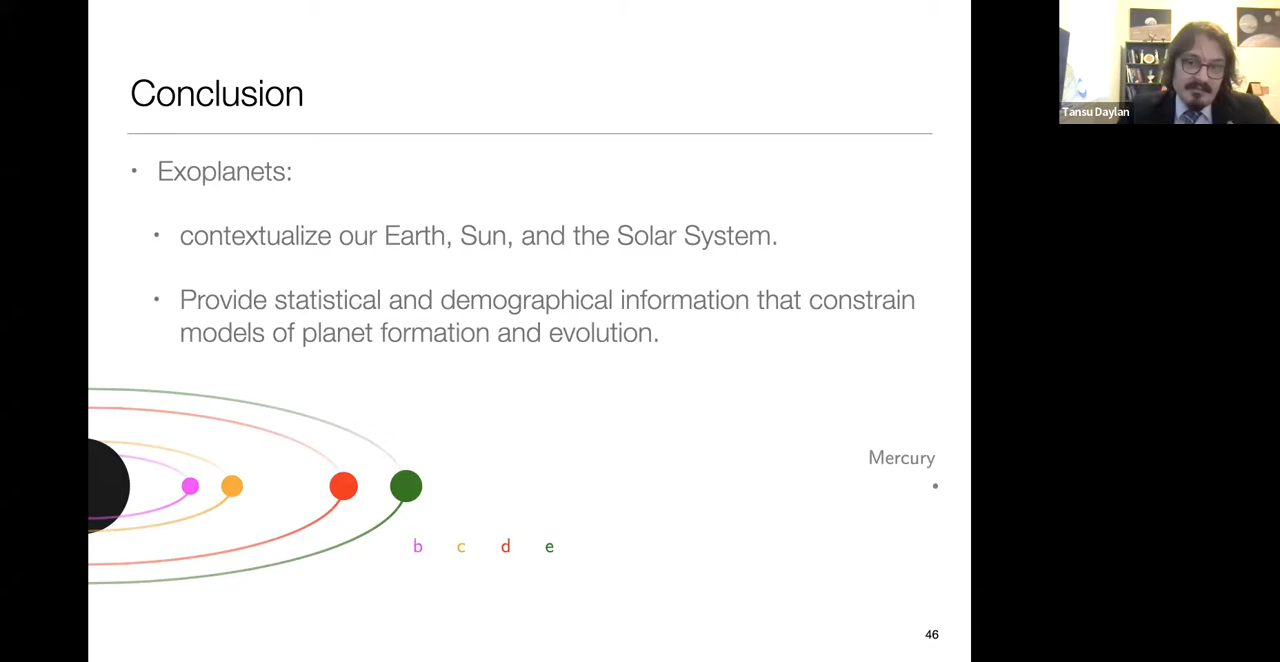 Conclusion
Exoplanets:
contextualize our Earth, Sun, and the Solar System.
Provide statistical and demographical information that constrain
models of planet formation and evolution.
Mercury
b c d e
46
Tansu Daylan